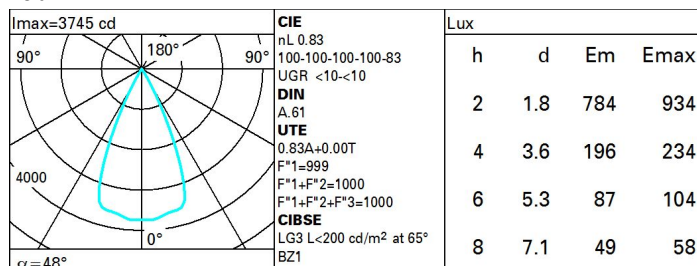 Imax=3745 cd
90°
180°
90°
4000
0°
α=48°
CIE
nL 0.83
100-100-100-100-83
UGR <10-<10
DIN
A.61
UTE
0.83A+0.00T
F"1=999
F"1+F"2=1000
F"1+F"2+F"3=1000
CIBSE
LG3 L<200 cd/m² at 65°
BZ1
Lux
h d Em Emax
2 1.8 784 934
4 3.6 196 234
6 5.3 87 104
8 7.1 49 58